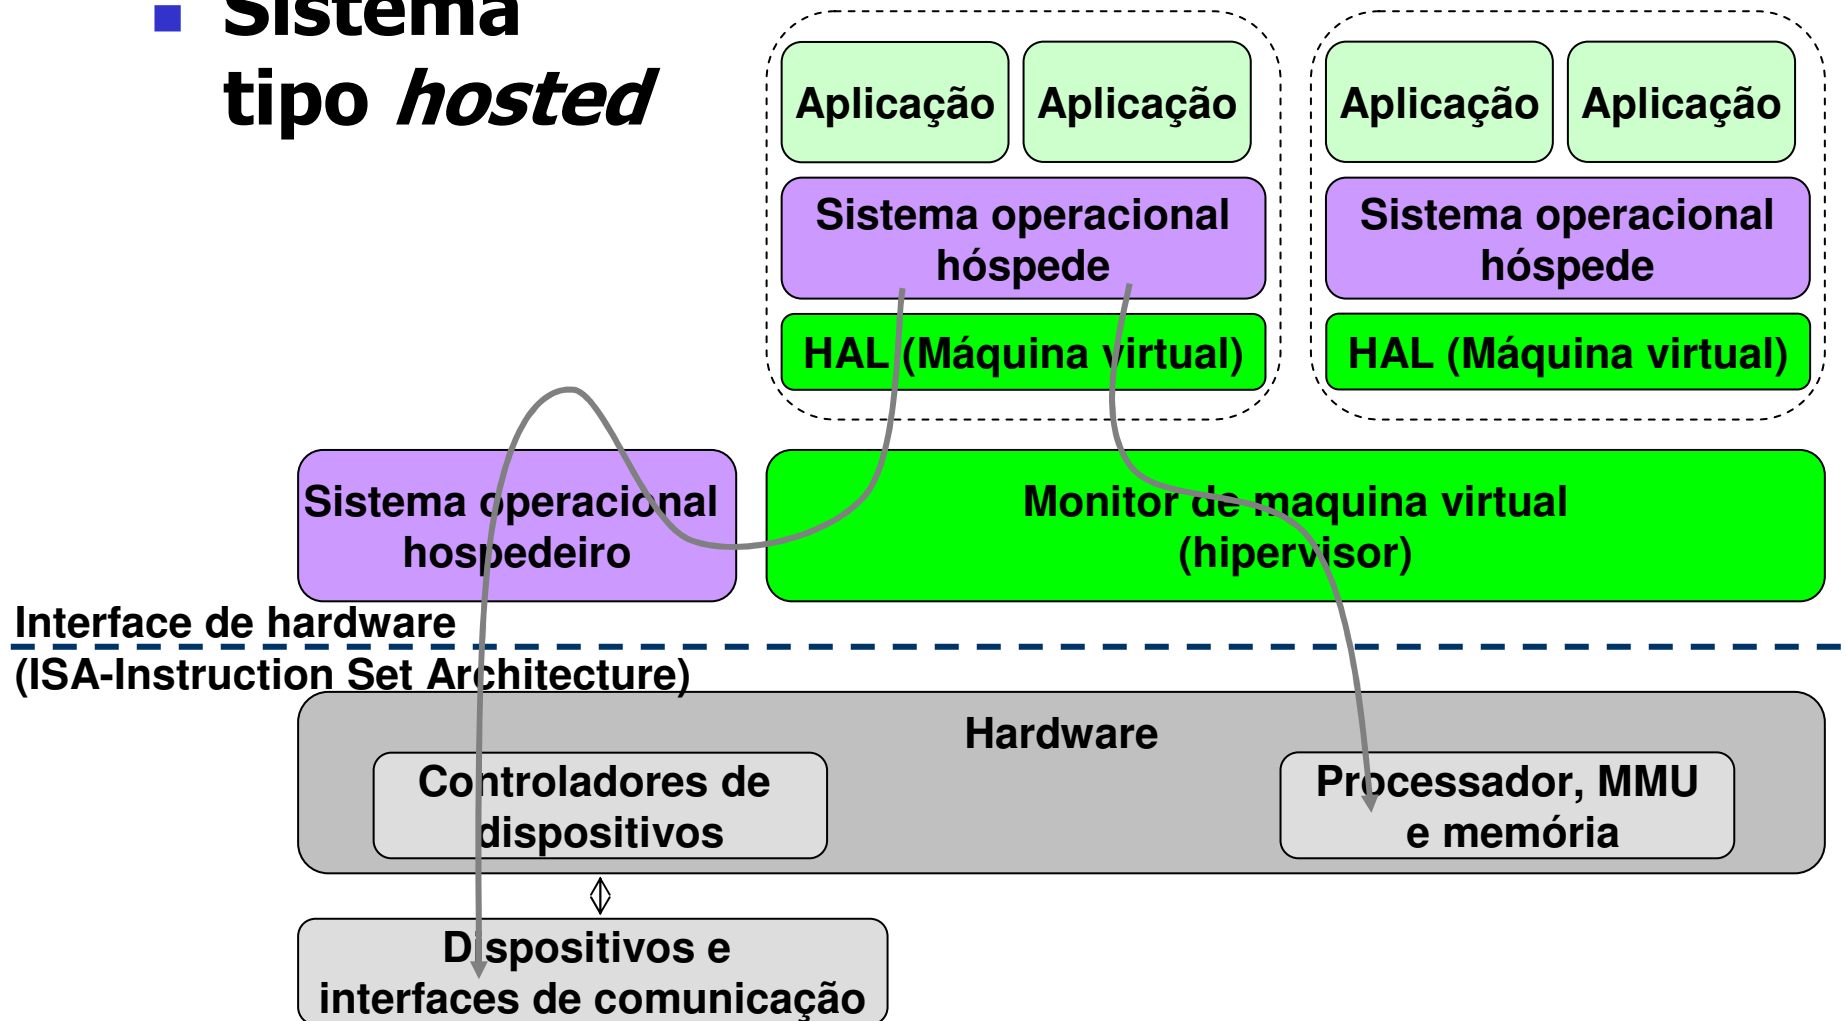 Sistema
tipo hosted
Aplicação
Aplicação
Aplicação
Aplicação
Sistema operacional
hóspede
Sistema operacional
hóspede
HAL (Máquina virtual)
HAL (Máquina virtual)
Sistema operacional
hospedeiro
Monitor de maquina virtual
(hipervisor)
Interface de hardware
(ISA-Instruction Set Architecture)
Hardware
Controladores de
dispositivos
Processador, MMU
e memória
Dispositivos e
interfaces de comunicação